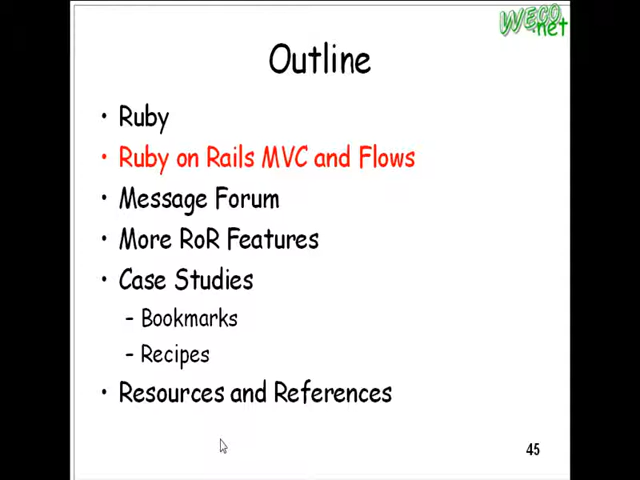 WECO
.net
Outline
• Ruby
• Ruby on Rails MVC and Flows
• Message Forum
• More RoR Features
• Case Studies
– Bookmarks
– Recipes
• Resources and References
45